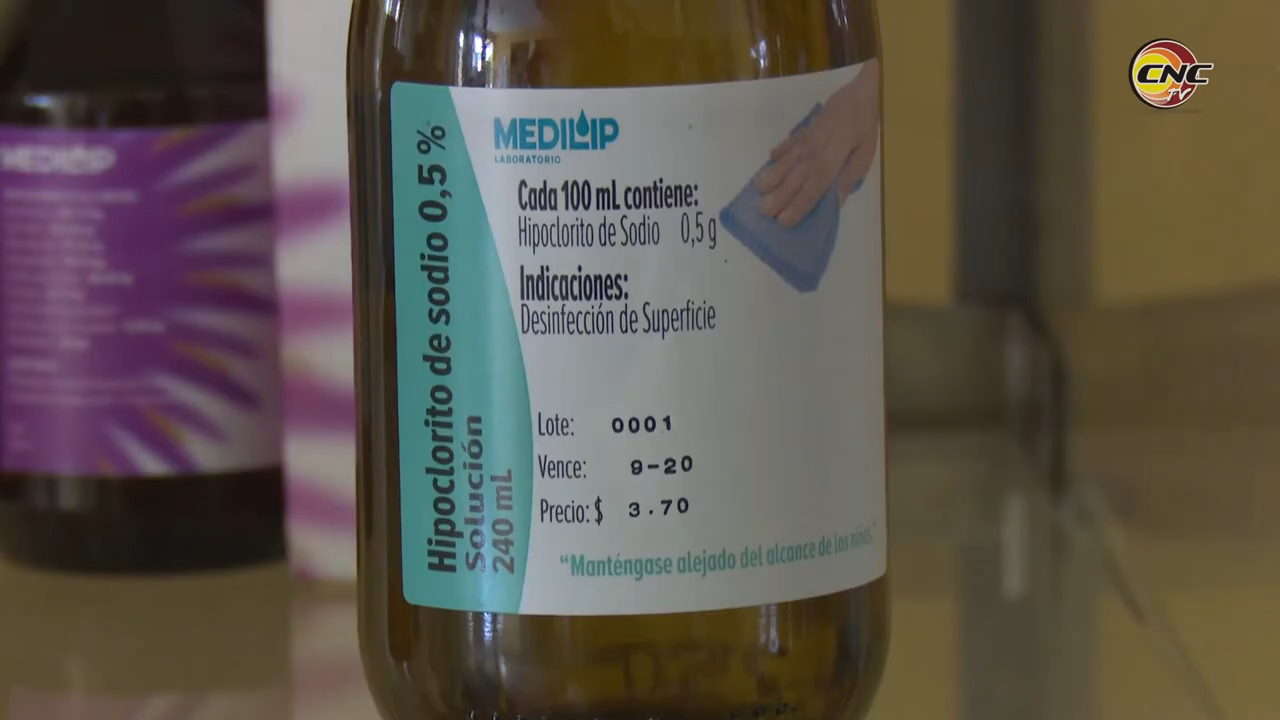 CNC
TV
MEDILIP
LABORATORIO
Cada 100 mL contiene:
Hipoclorito de Sodio 0,5 g
Indicaciones:
Desinfección de Superficie
Lote: 0001
Vence: 9-20
Precio: $ 3.70
“Manténgase alejado del alcance de los niños.”
Hipoclorito de sodio 0,5 %
Solución
240 mL
MEDILIP